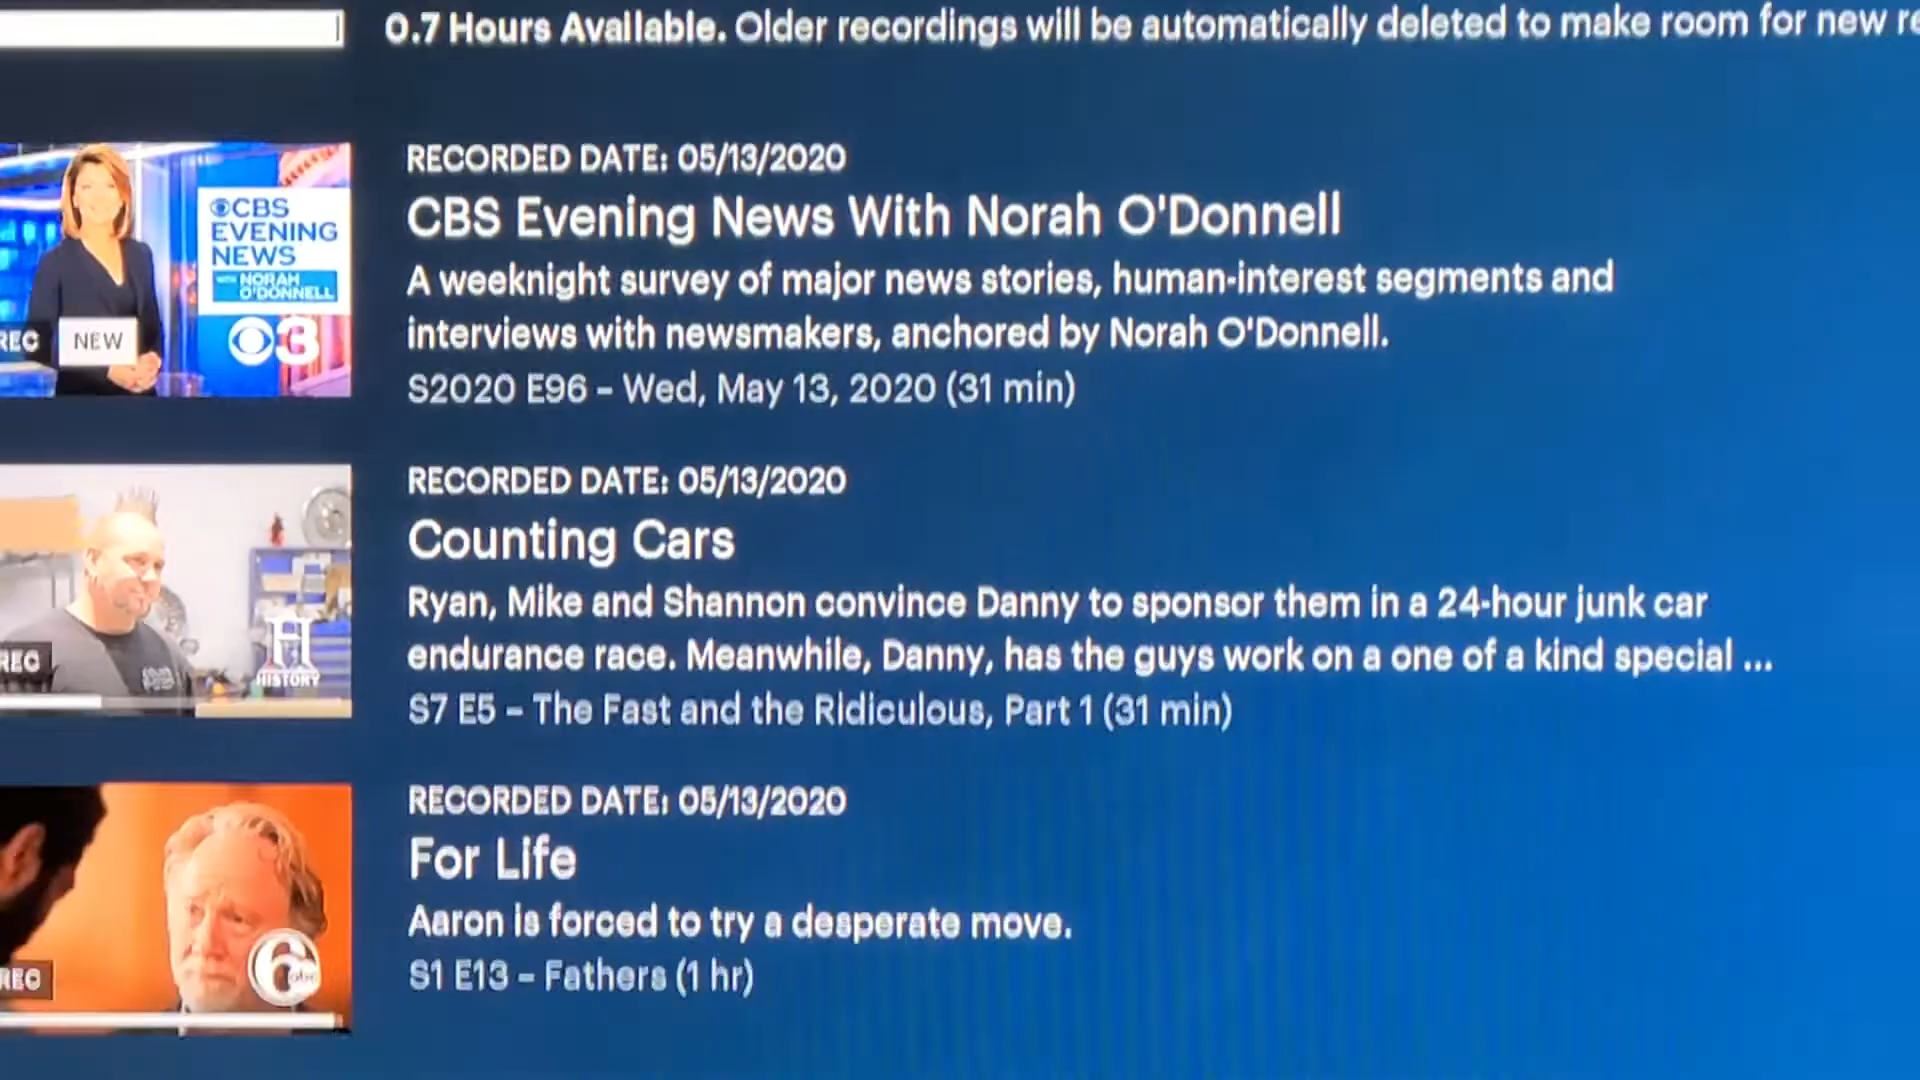 0.7 Hours Available. Older recordings will be automatically deleted to make room for new re
RECORDED DATE: 05/13/2020
CBS Evening News With Norah O'Donnell
A weeknight survey of major news stories, human-interest segments and
interviews with newsmakers, anchored by Norah O'Donnell.
S2020 E96 – Wed, May 13, 2020 (31 min)
CBS
EVENING
NEWS
WITH NORAH
O'DONNELL
3
REC
NEW
RECORDED DATE: 05/13/2020
Counting Cars
Ryan, Mike and Shannon convince Danny to sponsor them in a 24-hour junk car
endurance race. Meanwhile, Danny, has the guys work on a one of a kind special ...
S7 E5 – The Fast and the Ridiculous, Part 1 (31 min)
REC
H
HISTORY
RECORDED DATE: 05/13/2020
For Life
Aaron is forced to try a desperate move.
S1 E13 – Fathers (1 hr)
REC
6
abc